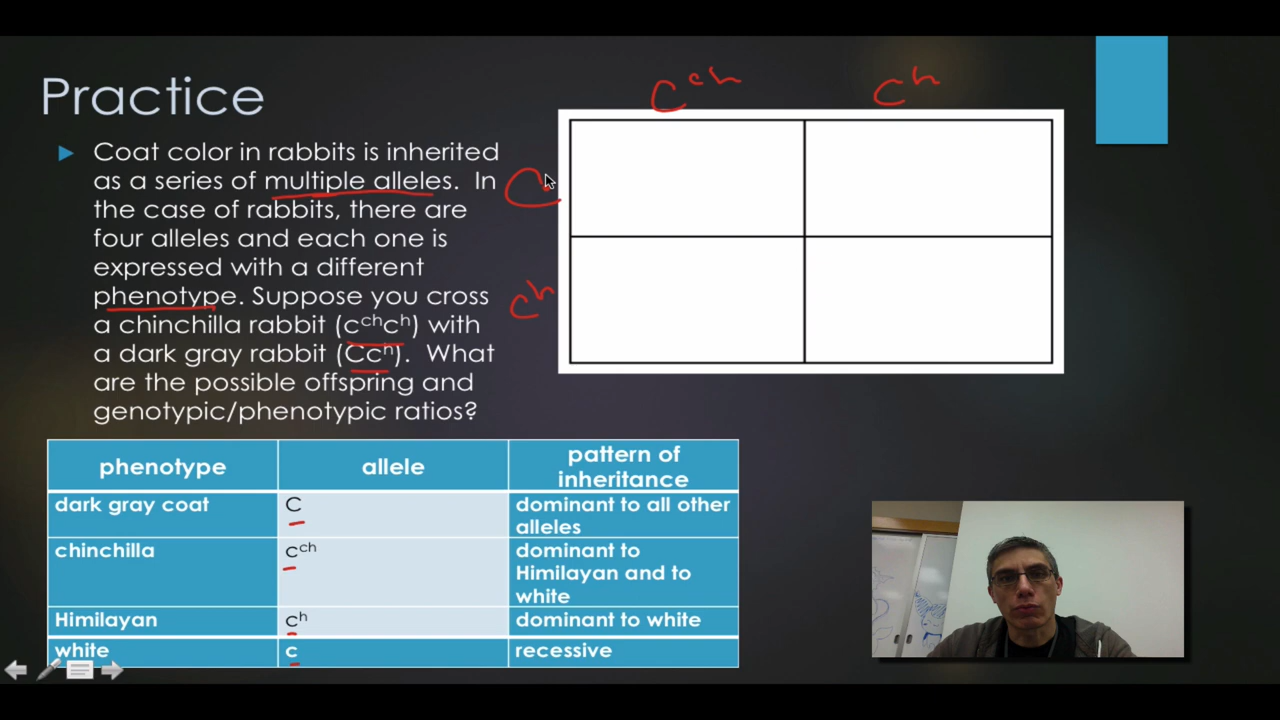 Practice
Coat color in rabbits is inherited
as a series of multiple alleles. In
the case of rabbits, there are
four alleles and each one is
expressed with a different
phenotype. Suppose you cross
a chinchilla rabbit (cᶜʰcʰ) with
a dark gray rabbit (Ccʰ). What
are the possible offspring and
genotypic/phenotypic ratios?
cᶜʰ cʰ
C
cʰ
phenotype allele pattern of inheritance
dark gray coat C dominant to all other alleles
chinchilla cᶜʰ dominant to Himilayan and to white
Himilayan cʰ dominant to white
white c recessive